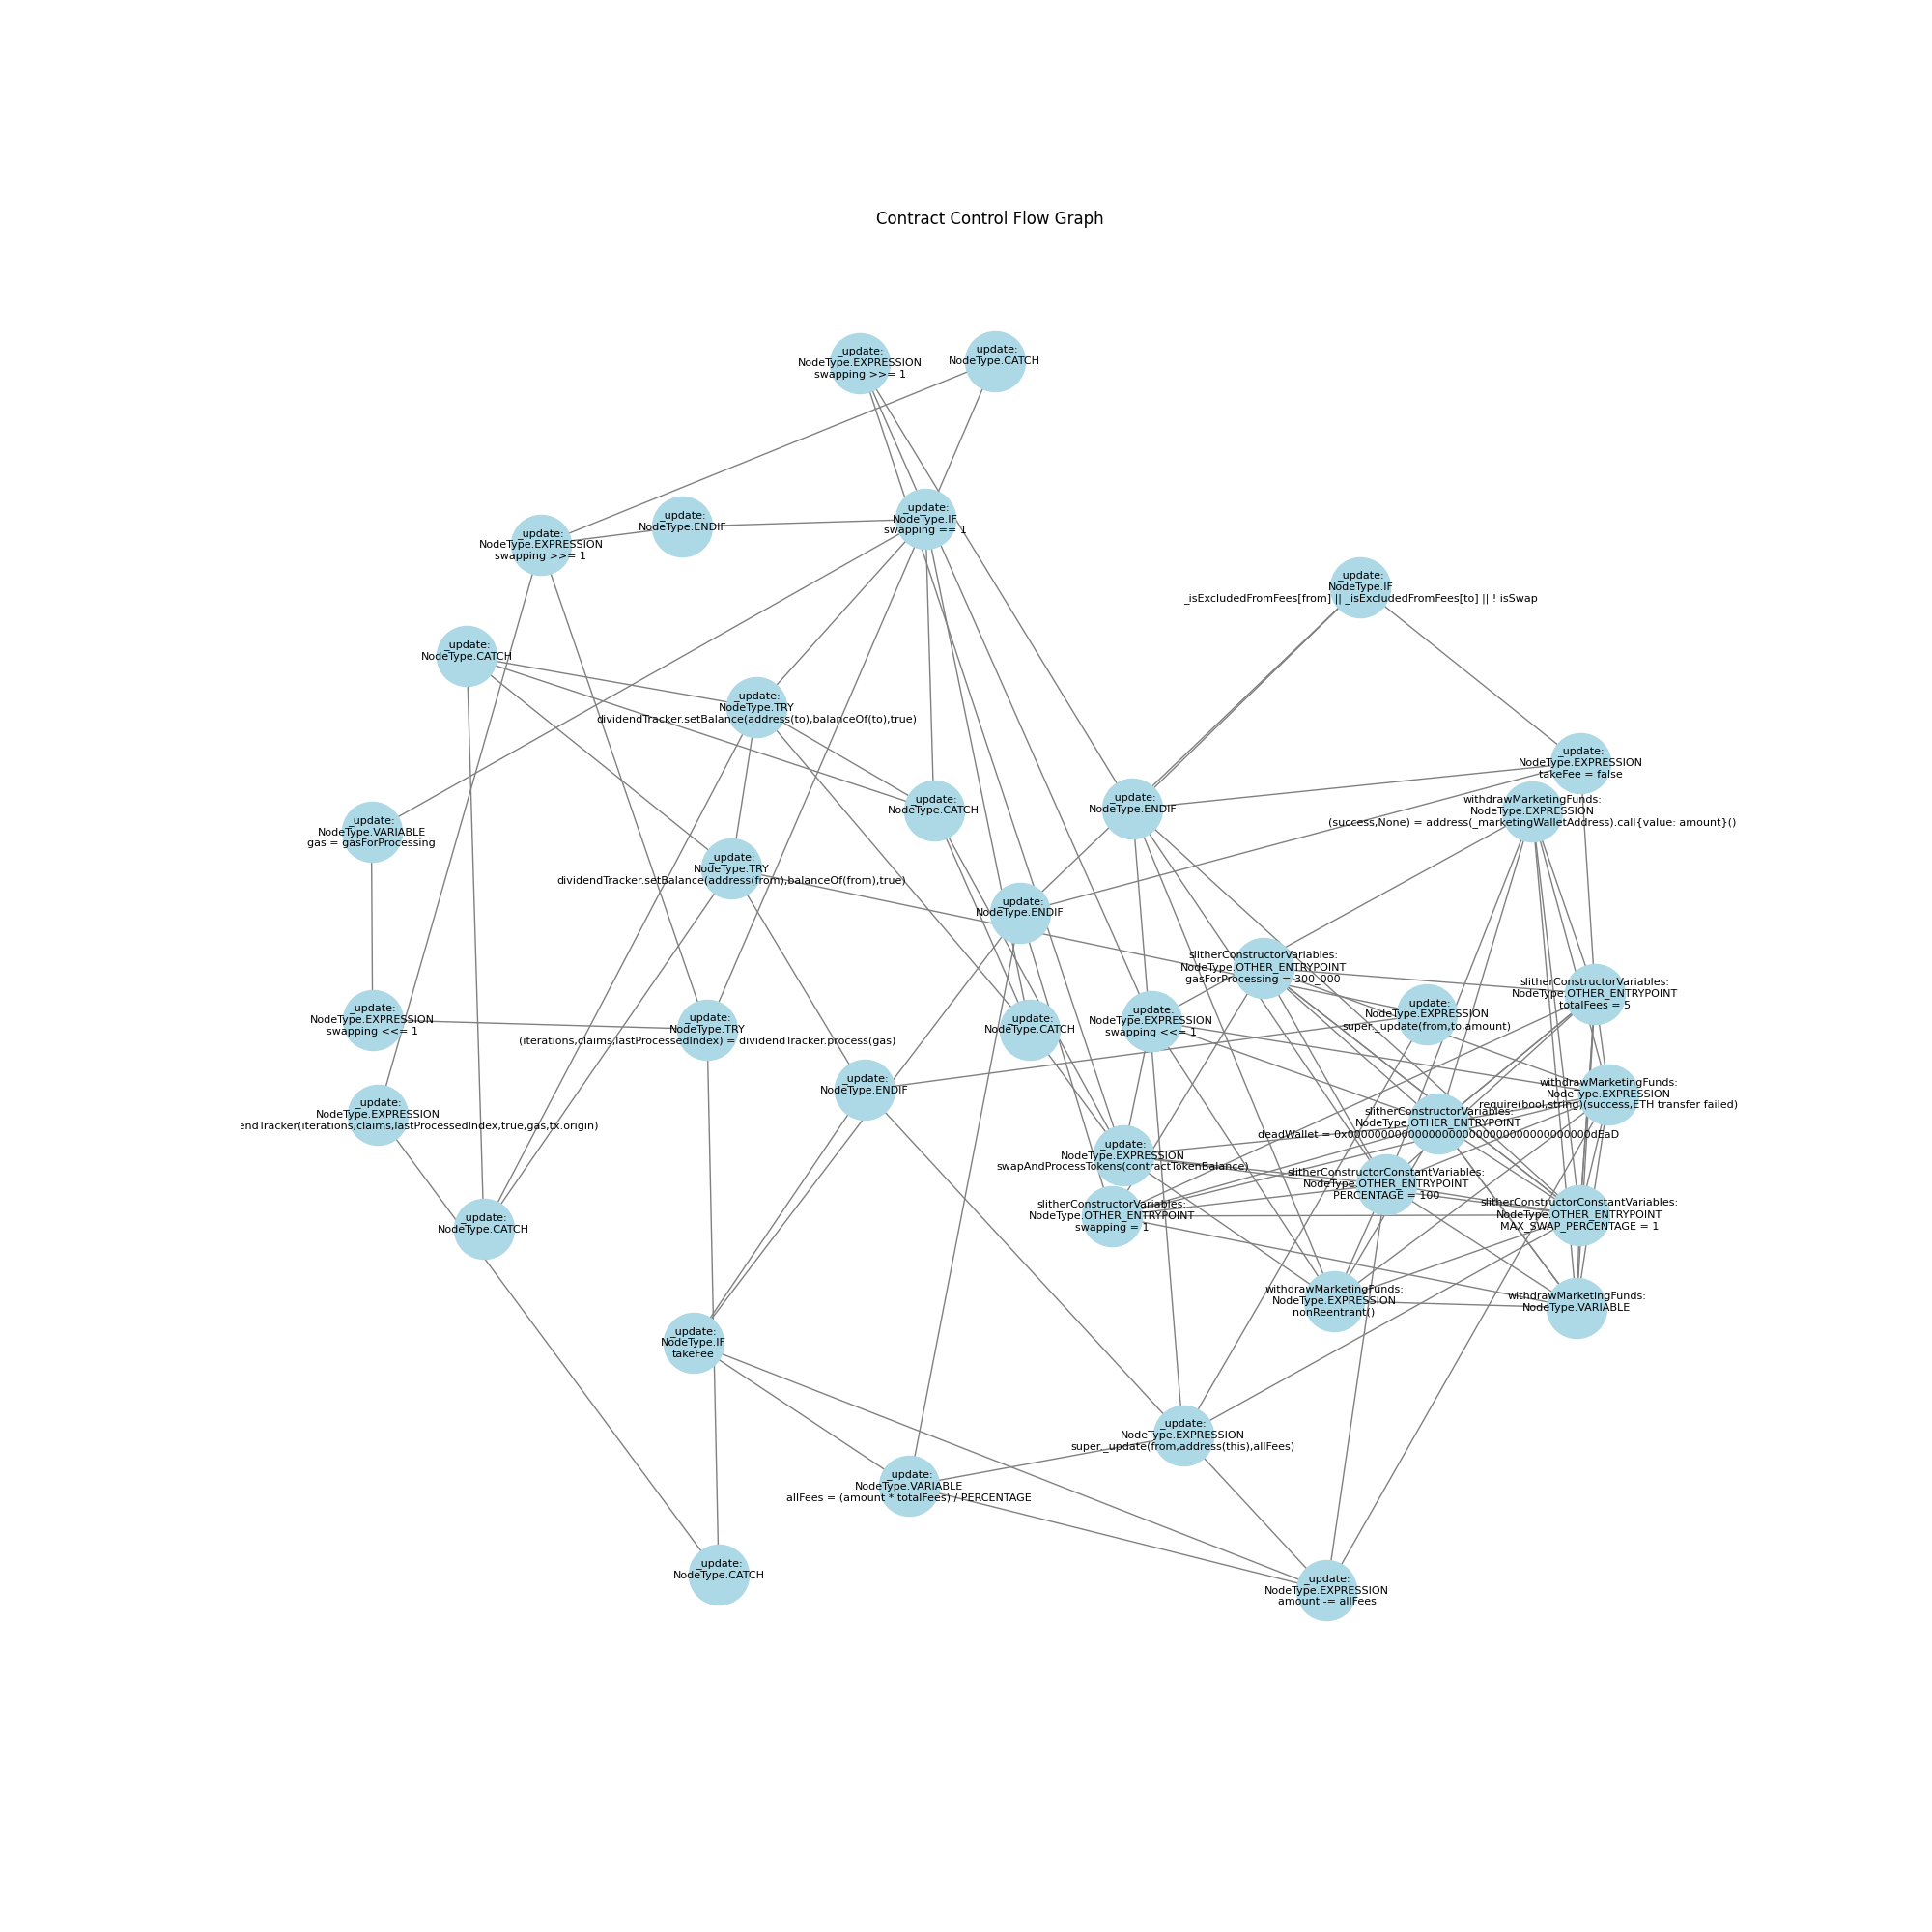 Contract Control Flow Graph
_update:
NodeType.EXPRESSION
swapping >>= 1
_update:
NodeType.CATCH
_update:
NodeType.IF
swapping == 1
_update:
NodeType.ENDIF
_update:
NodeType.EXPRESSION
swapping >>= 1
_update:
NodeType.IF
_isExcludedFromFees[from] || _isExcludedFromFees[to] || ! isSwap
_update:
NodeType.CATCH
_update:
NodeType.TRY
dividendTracker.setBalance(address(to),balanceOf(to),true)
_update:
NodeType.EXPRESSION
takeFee = false
_update:
NodeType.CATCH
_update:
NodeType.ENDIF
withdrawMarketingFunds:
NodeType.EXPRESSION
(success,None) = address(_marketingWalletAddress).call{value: amount}()
_update:
NodeType.VARIABLE
gas = gasForProcessing
_update:
NodeType.TRY
dividendTracker.setBalance(address(from),balanceOf(from),true)
_update:
NodeType.ENDIF
slitherConstructorVariables:
NodeType.OTHER_ENTRYPOINT
gasForProcessing = 300_000
slitherConstructorVariables:
NodeType.OTHER_ENTRYPOINT
totalFees = 5
_update:
NodeType.EXPRESSION
super._update(from,to,amount)
_update:
NodeType.EXPRESSION
swapping <<= 1
_update:
NodeType.TRY
(iterations,claims,lastProcessedIndex) = dividendTracker.process(gas)
_update:
NodeType.CATCH
_update:
NodeType.EXPRESSION
swapping <<= 1
_update:
NodeType.ENDIF
withdrawMarketingFunds:
NodeType.EXPRESSION
require(bool,string)(success,ETH transfer failed)
_update:
NodeType.EXPRESSION
endTracker(iterations,claims,lastProcessedIndex,true,gas,tx.origin)
slitherConstructorVariables:
NodeType.OTHER_ENTRYPOINT
_update:
NodeType.EXPRESSION
swapAndProcessTokens(contractTokenBalance)
slitherConstructorConstantVariables:
NodeType.OTHER_ENTRYPOINT
PERCENTAGE = 100
slitherConstructorVariables:
NodeType.OTHER_ENTRYPOINT
swapping = 1
slitherConstructorConstantVariables:
NodeType.OTHER_ENTRYPOINT
MAX_SWAP_PERCENTAGE = 1
_update:
NodeType.CATCH
withdrawMarketingFunds:
NodeType.EXPRESSION
nonReentrant()
withdrawMarketingFunds:
NodeType.VARIABLE
_update:
NodeType.IF
takeFee
_update:
NodeType.EXPRESSION
super._update(from,address(this),allFees)
_update:
NodeType.VARIABLE
allFees = (amount * totalFees) / PERCENTAGE
_update:
NodeType.CATCH
_update:
NodeType.EXPRESSION
amount -= allFees